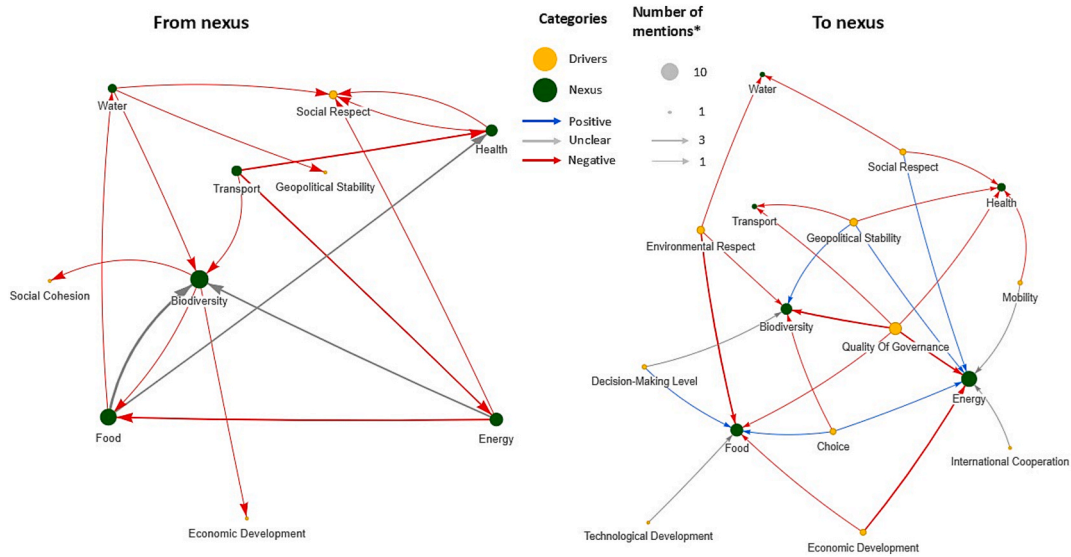 From nexus
Water
Social Respect
Health
Transport
Geopolitical Stability
Social Cohesion
Biodiversity
Food
Energy
Economic Development
Categories
Drivers
Nexus
Positive
Unclear
Negative
Number of
mentions*
10
1
3
1
To nexus
Water
Social Respect
Health
Transport
Geopolitical Stability
Environmental Respect
Mobility
Biodiversity
Quality Of Governance
Decision-Making Level
Energy
Food
Choice
International Cooperation
Technological Development
Economic Development